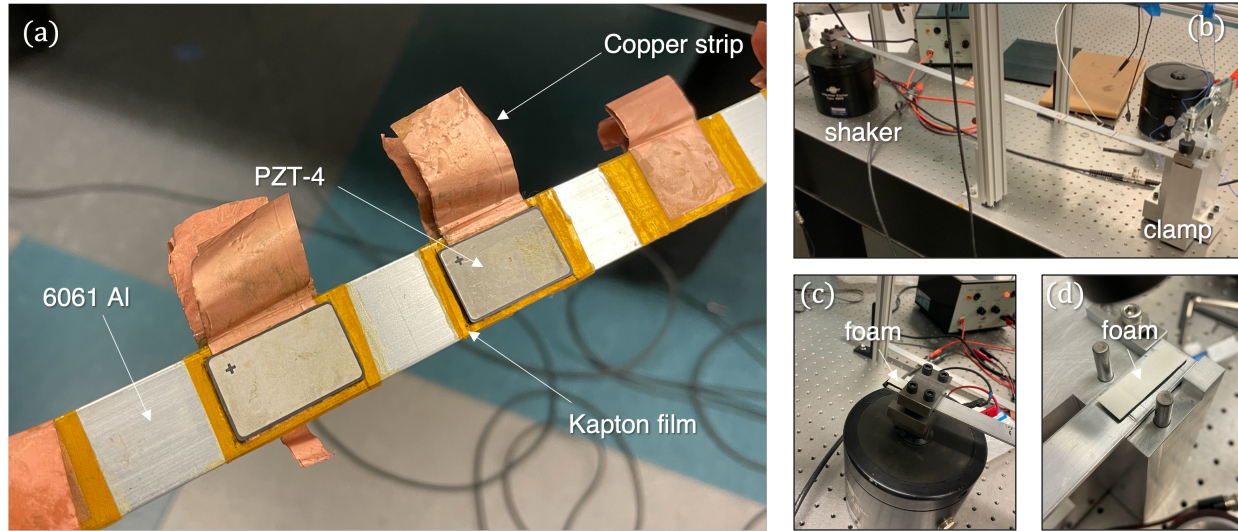 (a)
Copper strip
PZT-4
6061 Al
Kapton film
+
+
(b)
shaker
clamp
(c)
foam
(d)
foam